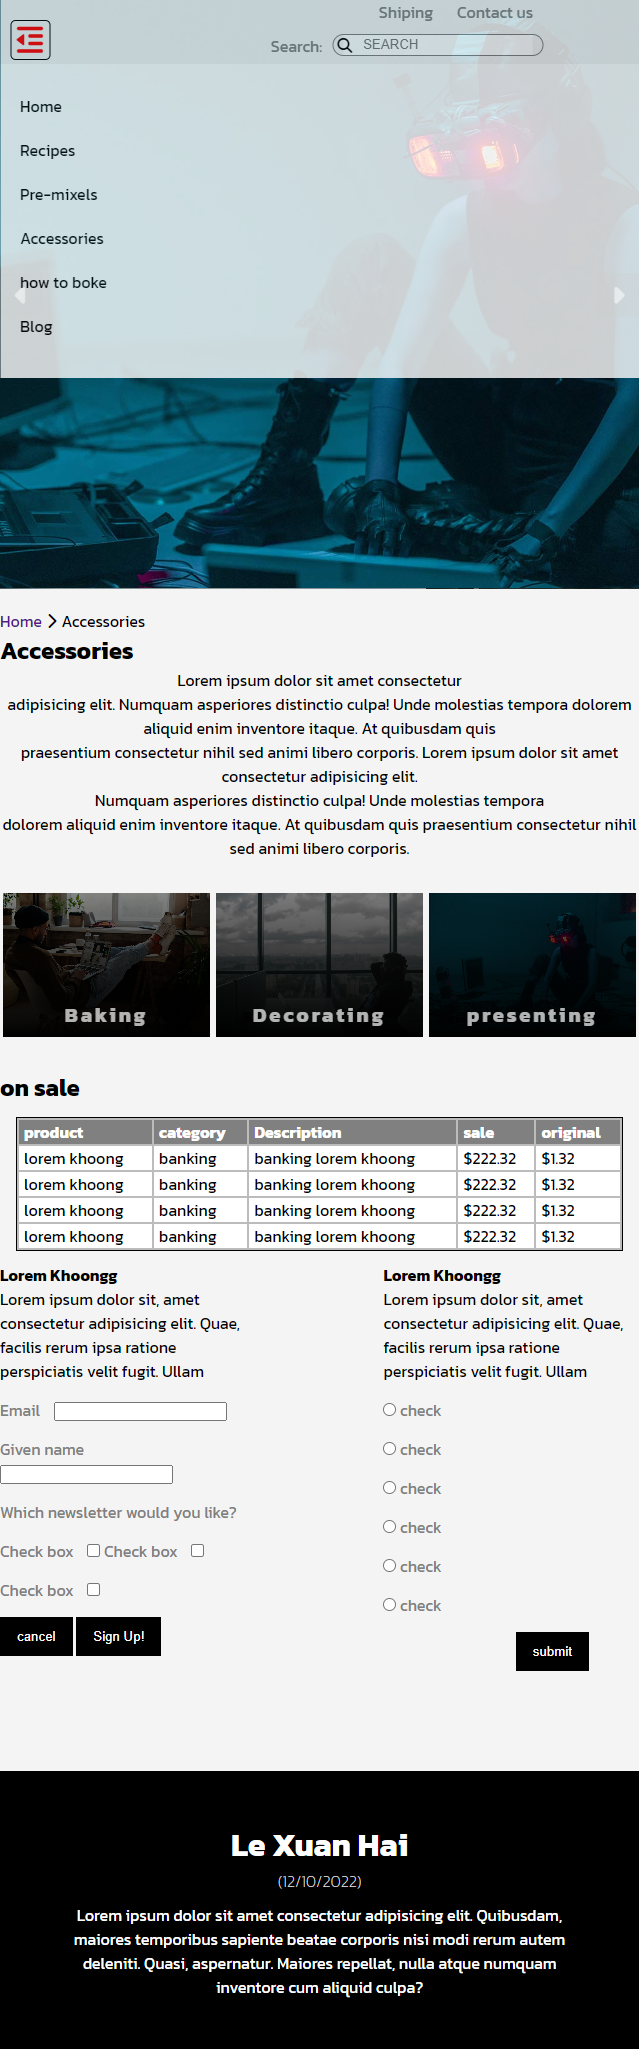 Shiping Contact us
Search: SEARCH
Home
Recipes
Pre-mixels
Accessories
how to boke
Blog
Home > Accessories
Accessories
Lorem ipsum dolor sit amet consectetur
adipisicing elit. Numquam asperiores distinctio culpa! Unde molestias tempora dolorem
aliquid enim inventore itaque. At quibusdam quis
praesentium consectetur nihil sed animi libero corporis. Lorem ipsum dolor sit amet
consectetur adipisicing elit.
Numquam asperiores distinctio culpa! Unde molestias tempora
dolorem aliquid enim inventore itaque. At quibusdam quis praesentium consectetur nihil
sed animi libero corporis.
Baking Decorating presenting
on sale
product category Description sale original
lorem khoong banking banking lorem khoong $222.32 $1.32
lorem khoong banking banking lorem khoong $222.32 $1.32
lorem khoong banking banking lorem khoong $222.32 $1.32
lorem khoong banking banking lorem khoong $222.32 $1.32
Lorem Khoongg
Lorem ipsum dolor sit, amet
consectetur adipisicing elit. Quae,
facilis rerum ipsa ratione
perspiciatis velit fugit. Ullam
Email
Given name
Which newsletter would you like?
Check box Check box
Check box
cancel Sign Up!
Lorem Khoongg
Lorem ipsum dolor sit, amet
consectetur adipisicing elit. Quae,
facilis rerum ipsa ratione
perspiciatis velit fugit. Ullam
check
check
check
check
check
check
submit
Le Xuan Hai
(12/10/2022)
Lorem ipsum dolor sit amet consectetur adipisicing elit. Quibusdam,
maiores temporibus sapiente beatae corporis nisi modi rerum autem
deleniti. Quasi, aspernatur. Maiores repellat, nulla atque numquam
inventore cum aliquid culpa?